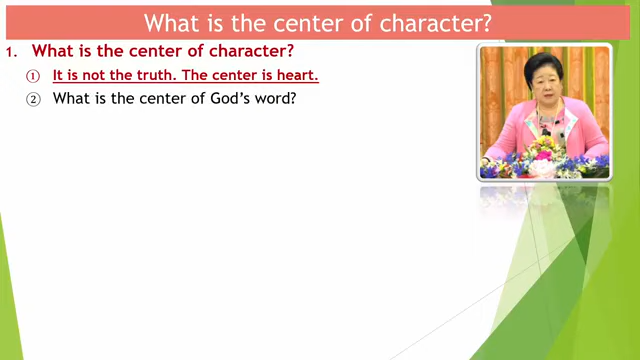 What is the center of character?
1. What is the center of character?
① It is not the truth. The center is heart.
② What is the center of God's word?